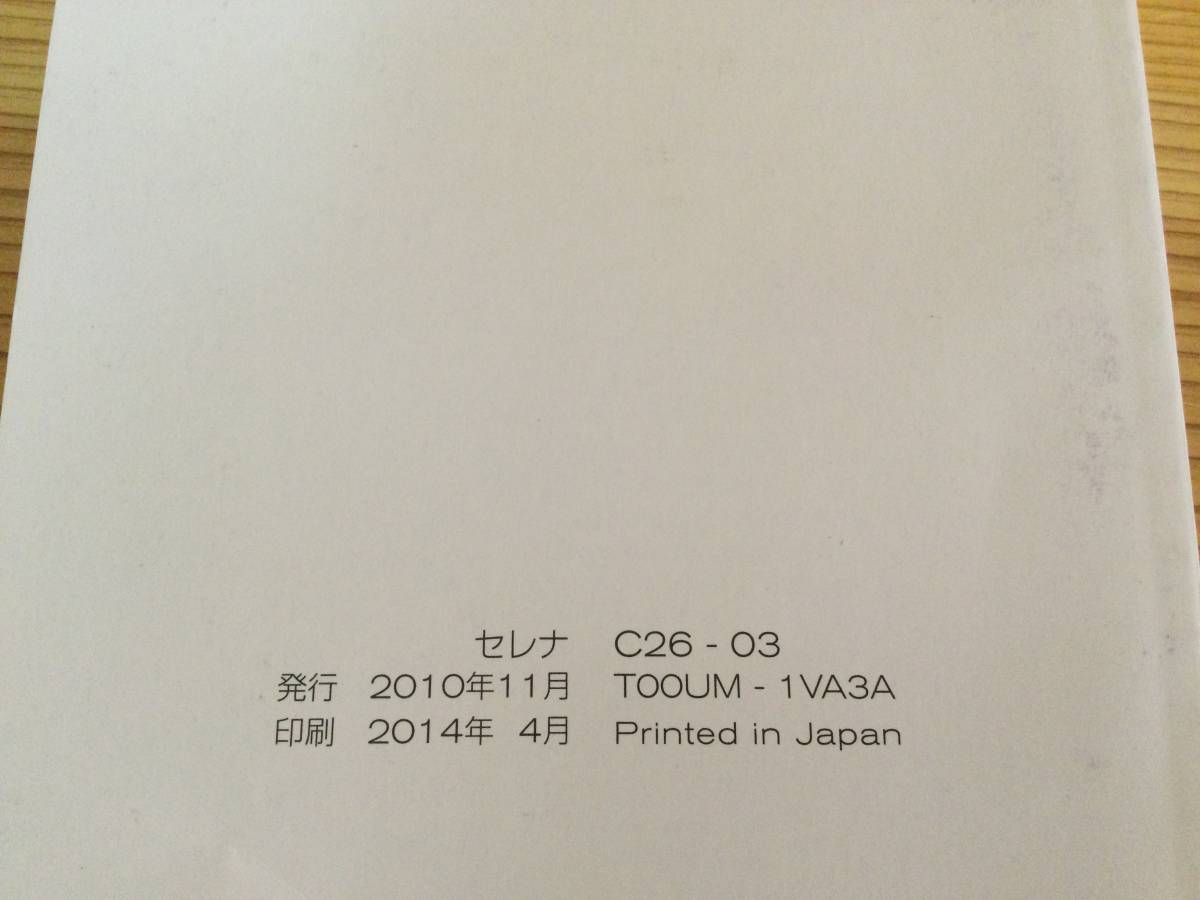 セレナ C26 - 03
発行 2010年11月 T00UM - 1VA3A
印刷 2014年 4月 Printed in Japan